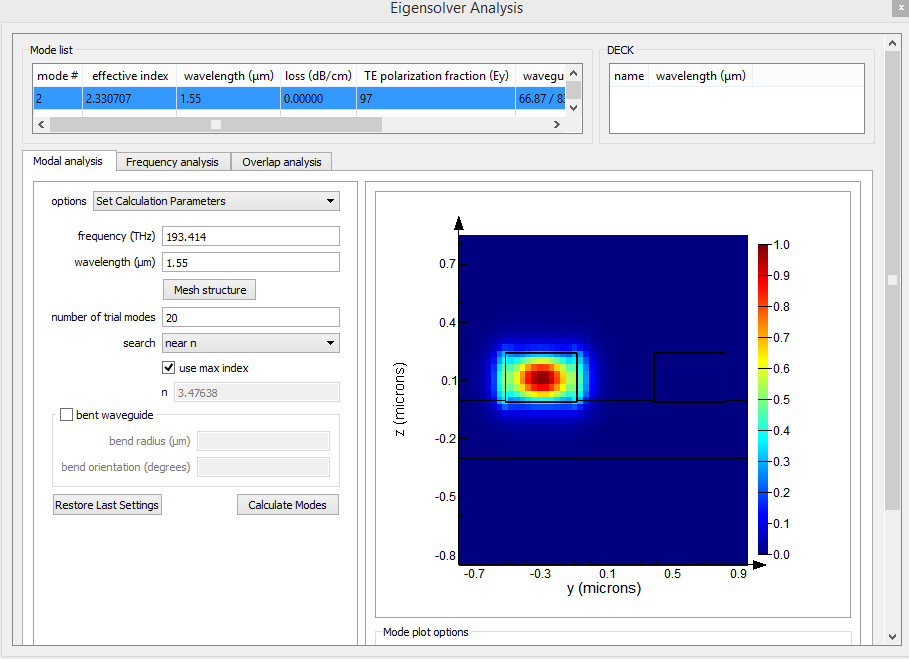 Eigensolver Analysis
x
Mode list
mode # effective index wavelength (µm) loss (dB/cm) TE polarization fraction (Ey) wavegu
2 2.330707 1.55 0.00000 97 66.87 / 83
DECK
name wavelength (µm)
Modal analysis Frequency analysis Overlap analysis
options Set Calculation Parameters
frequency (THz) 193.414
wavelength (µm) 1.55
Mesh structure
number of trial modes 20
search near n
use max index
n 3.47638
bent waveguide
bend radius (µm)
bend orientation (degrees)
Restore Last Settings Calculate Modes
z (microns)
0.7
0.4
0.1
-0.2
-0.5
-0.8
-0.7 -0.3 0.1 0.5 0.9
y (microns)
1.0
0.9
0.8
0.7
0.6
0.5
0.4
0.3
0.2
0.1
0.0
Mode plot options